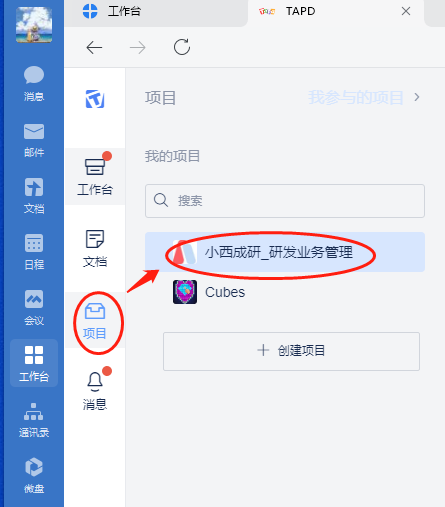 工作台
TAPD
消息
邮件
文档
日程
会议
工作台
通讯录
微盘
工作台
文档
项目
消息
项目
我参与的项目
我的项目
搜索
小西成研_研发业务管理
Cubes
创建项目